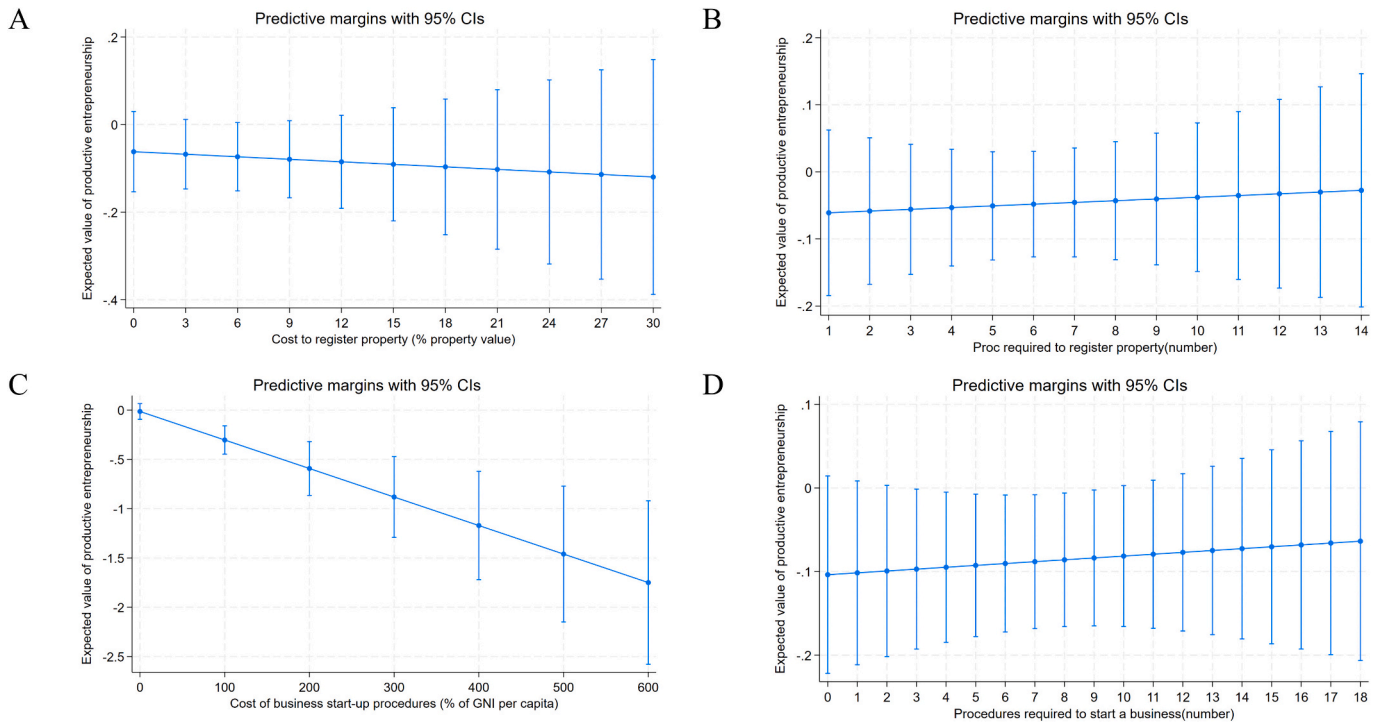 A
Predictive margins with 95% CIs
Expected value of productive entrepreneurship
.2
0
-.2
-.4
0 3 6 9 12 15 18 21 24 27 30
Cost to register property (% property value)
B
Predictive margins with 95% CIs
Expected value of productive entrepreneurship
.2
.1
0
-.1
-.2
1 2 3 4 5 6 7 8 9 10 11 12 13 14
Proc required to register property(number)
C
Predictive margins with 95% CIs
Expected value of productive entrepreneurship
0
-.5
-1
-1.5
-2
-2.5
0 100 200 300 400 500 600
Cost of business start-up procedures (% of GNI per capita)
D
Predictive margins with 95% CIs
Expected value of productive entrepreneurship
.1
0
-.1
-.2
0 1 2 3 4 5 6 7 8 9 10 11 12 13 14 15 16 17 18
Procedures required to start a business(number)